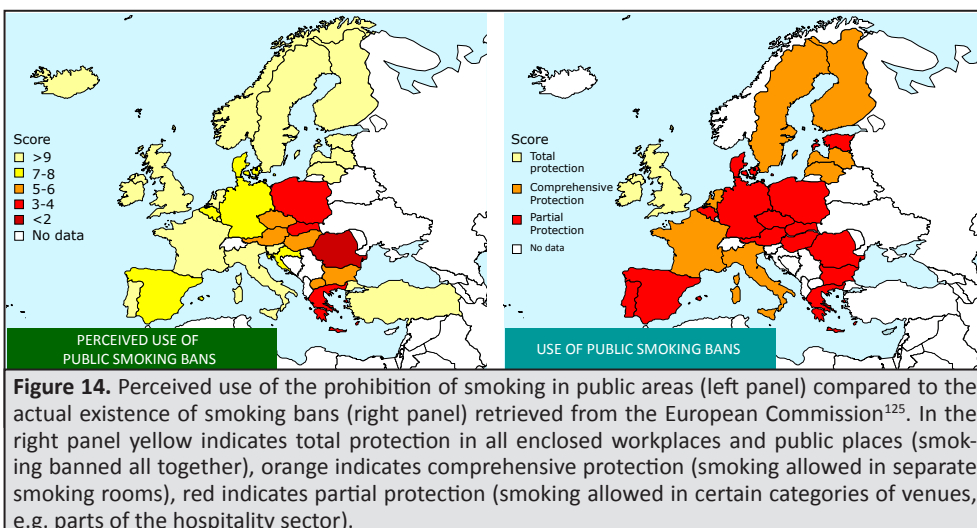 Score
>9
7-8
5-6
3-4
<2
No data
PERCEIVED USE OF
PUBLIC SMOKING BANS
Score
Total
protection
Comprehensive
Protection
Partial
Protection
No data
USE OF PUBLIC SMOKING BANS
Figure 14. Perceived use of the prohibition of smoking in public areas (left panel) compared to the
actual existence of smoking bans (right panel) retrieved from the European Commission¹²⁵. In the
right panel yellow indicates total protection in all enclosed workplaces and public places (smok-
ing banned all together), orange indicates comprehensive protection (smoking allowed in separate
smoking rooms), red indicates partial protection (smoking allowed in certain categories of venues,
e.g. parts of the hospitality sector).